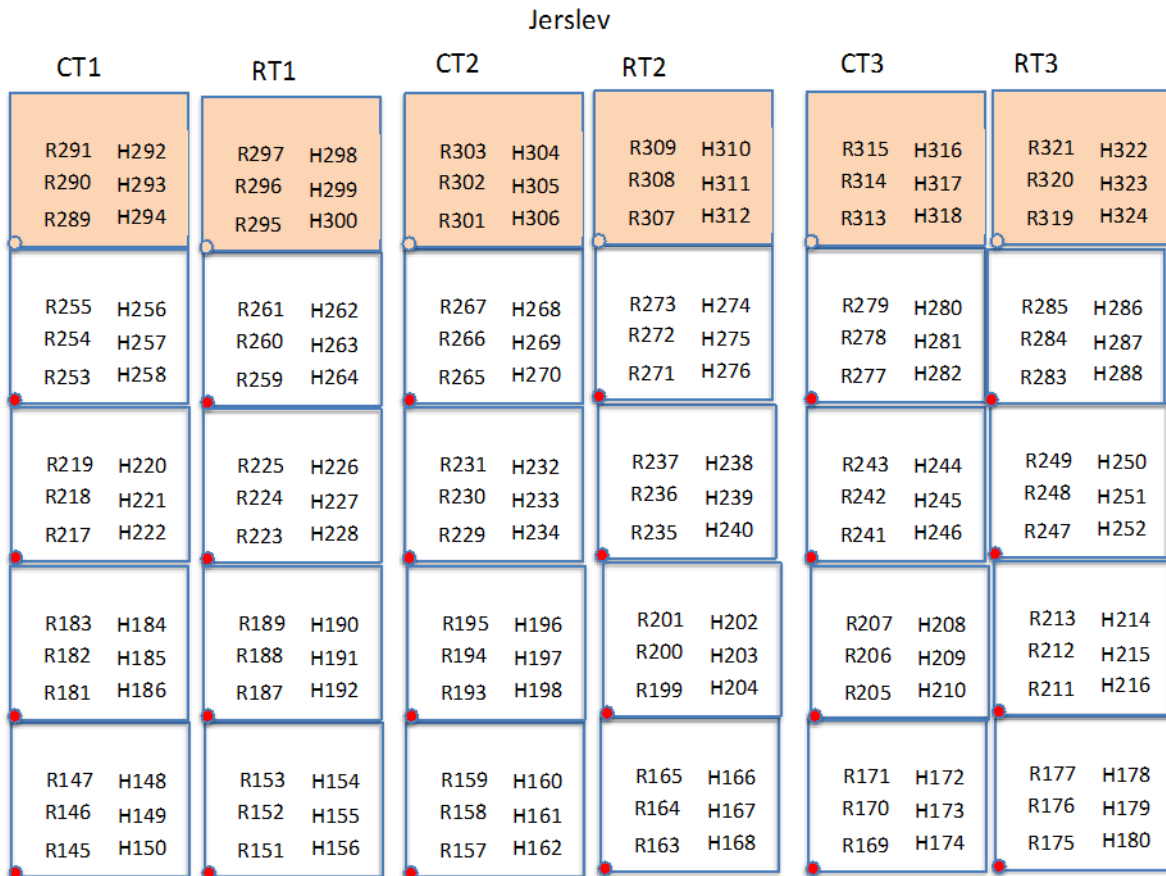 Jerslev
CT1 RT1 CT2 RT2 CT3 RT3
R291 H292 R297 H298 R303 H304 R309 H310 R315 H316 R321 H322
R290 H293 R296 H299 R302 H305 R308 H311 R314 H317 R320 H323
R289 H294 R295 H300 R301 H306 R307 H312 R313 H318 R319 H324
R255 H256 R261 H262 R267 H268 R273 H274 R279 H280 R285 H286
R254 H257 R260 H263 R266 H269 R272 H275 R278 H281 R284 H287
R253 H258 R259 H264 R265 H270 R271 H276 R277 H282 R283 H288
R219 H220 R225 H226 R231 H232 R237 H238 R243 H244 R249 H250
R218 H221 R224 H227 R230 H233 R236 H239 R242 H245 R248 H251
R217 H222 R223 H228 R229 H234 R235 H240 R241 H246 R247 H252
R183 H184 R189 H190 R195 H196 R201 H202 R207 H208 R213 H214
R182 H185 R188 H191 R194 H197 R200 H203 R206 H209 R212 H215
R181 H186 R187 H192 R193 H198 R199 H204 R205 H210 R211 H216
R147 H148 R153 H154 R159 H160 R165 H166 R171 H172 R177 H178
R146 H149 R152 H155 R158 H161 R164 H167 R170 H173 R176 H179
R145 H150 R151 H156 R157 H162 R163 H168 R169 H174 R175 H180